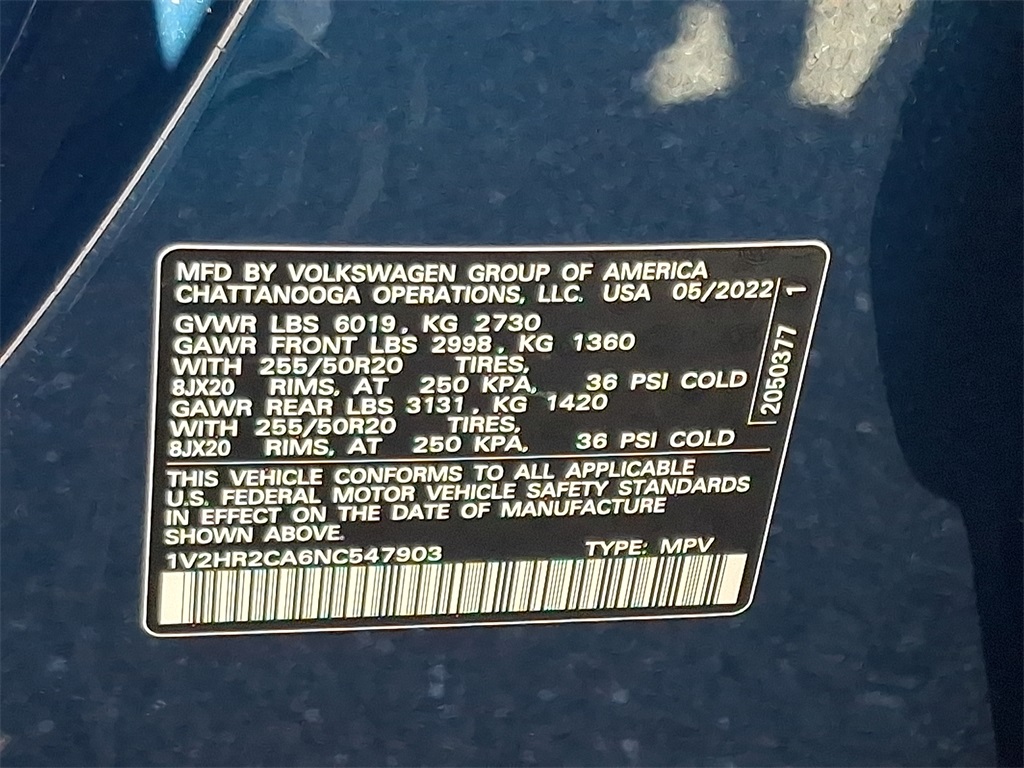 MFD BY VOLKSWAGEN GROUP OF AMERICA
CHATTANOOGA OPERATIONS, LLC. USA 05/2022
GVWR LBS 6019, KG 2730
GAWR FRONT LBS 2998, KG 1360
WITH 255/50R20 TIRES,
8JX20 RIMS, AT 250 KPA, 36 PSI COLD
GAWR REAR LBS 3131, KG 1420
WITH 255/50R20 TIRES,
8JX20 RIMS, AT 250 KPA, 36 PSI COLD
THIS VEHICLE CONFORMS TO ALL APPLICABLE
U.S. FEDERAL MOTOR VEHICLE SAFETY STANDARDS
IN EFFECT ON THE DATE OF MANUFACTURE
SHOWN ABOVE.
1V2HR2CA6NC547903 TYPE: MPV
2050377 1